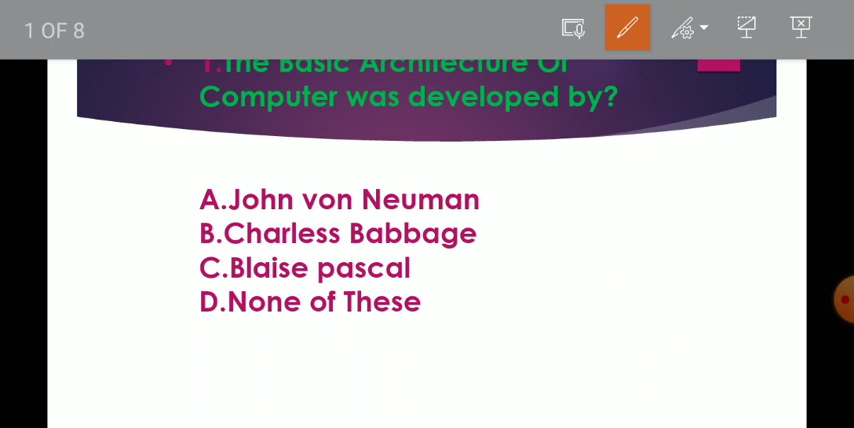 1 OF 8
1.The Basic Architecture Of
Computer was developed by?
A.John von Neuman
B.Charless Babbage
C.Blaise pascal
D.None of These